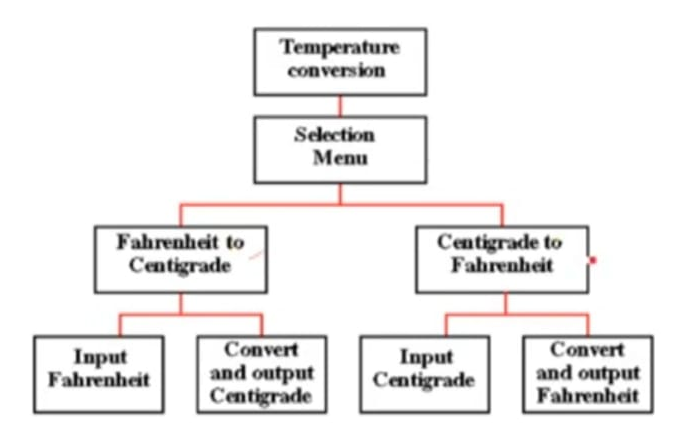 Temperature
conversion
Selection
Menu
Fahrenheit to
Centigrade
Centigrade to
Fahrenheit
Input
Fahrenheit
Convert
and output
Centigrade
Input
Centigrade
Convert
and output
Fahrenheit